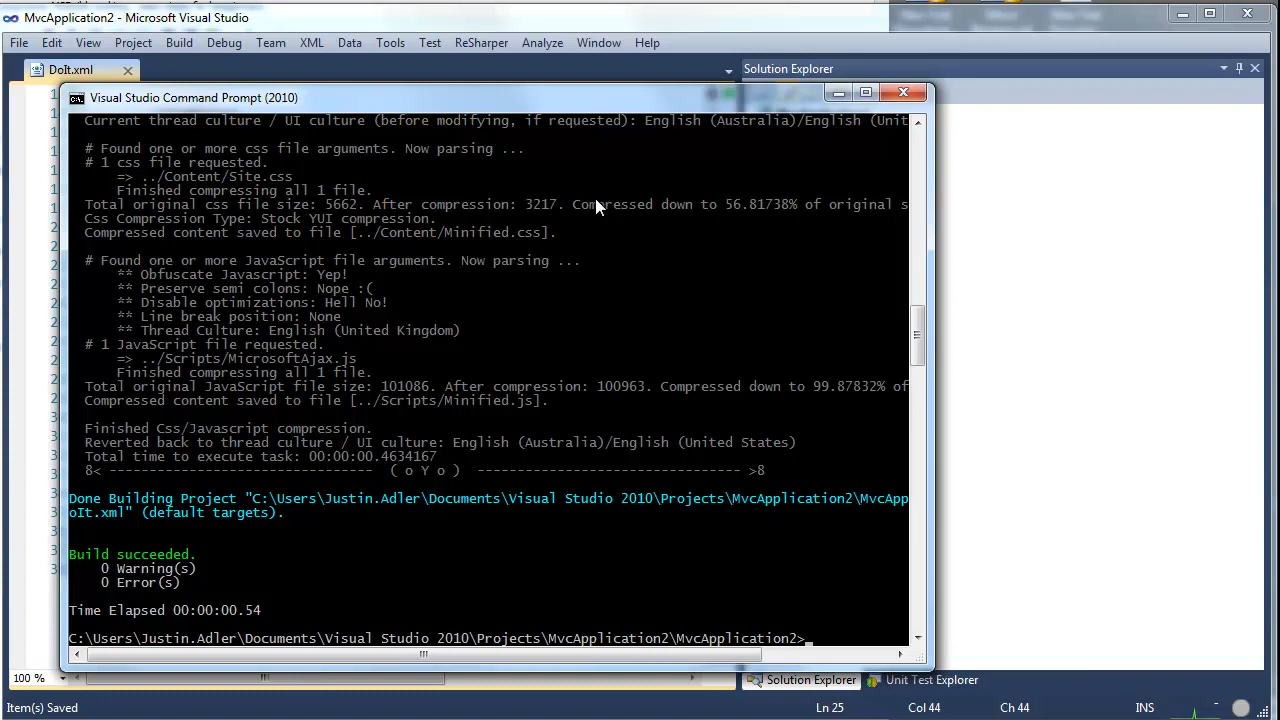 MvcApplication2 - Microsoft Visual Studio
File Edit View Project Build Debug Team XML Data Tools Test ReSharper Analyze Window Help
DoIt.xml
Solution Explorer
Visual Studio Command Prompt (2010)
Current thread culture / UI culture (before modifying, if requested): English (Australia)/English (Unit
# Found one or more css file arguments. Now parsing ...
# 1 css file requested.
=> ../Content/Site.css
Finished compressing all 1 file.
Total original css file size: 5662. After compression: 3217. Compressed down to 56.81738% of original s
Css Compression Type: Stock YUI compression.
Compressed content saved to file [../Content/Minified.css].
# Found one or more JavaScript file arguments. Now parsing ...
** Obfuscate Javascript: Yep!
** Preserve semi colons: Nope :(
** Disable optimizations: Hell No!
** Line break position: None
** Thread Culture: English (United Kingdom)
# 1 JavaScript file requested.
=> ../Scripts/MicrosoftAjax.js
Finished compressing all 1 file.
Total original JavaScript file size: 101086. After compression: 100963. Compressed down to 99.87832% of
Compressed content saved to file [../Scripts/Minified.js].
Finished Css/Javascript compression.
Reverted back to thread culture / UI culture: English (Australia)/English (United States)
Total time to execute task: 00:00:00.4634167
8< --------------------------------- ( o Y o ) --------------------------------- >8
Done Building Project "C:\Users\Justin.Adler\Documents\Visual Studio 2010\Projects\MvcApplication2\MvcApp
oIt.xml" (default targets).
Build succeeded.
0 Warning(s)
0 Error(s)
Time Elapsed 00:00:00.54
C:\Users\Justin.Adler\Documents\Visual Studio 2010\Projects\MvcApplication2\MvcApplication2>_
100 %
Solution Explorer Unit Test Explorer
Item(s) Saved Ln 25 Col 44 Ch 44 INS